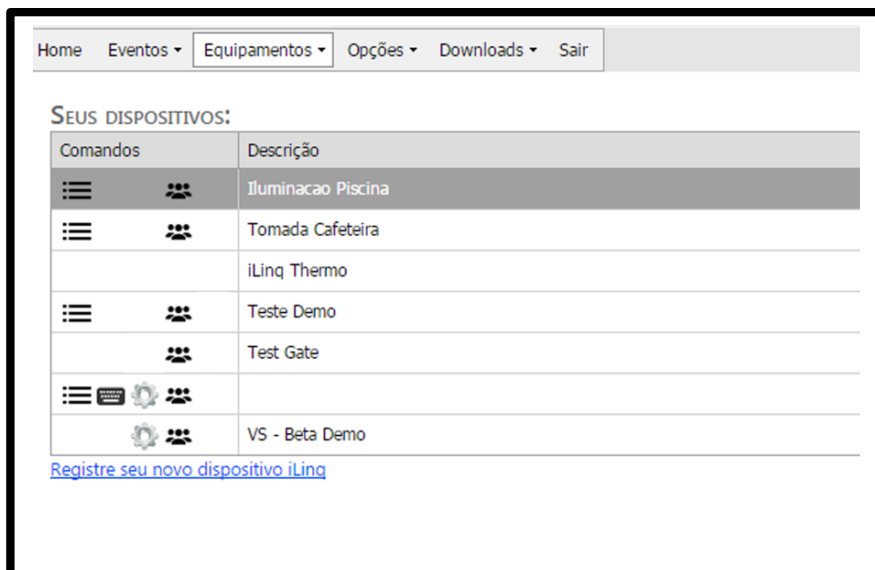 Home Eventos Equipamentos Opções Downloads Sair
SEUS DISPOSITIVOS:
Comandos Descrição
Iluminacao Piscina
Tomada Cafeteira
iLinq Thermo
Teste Demo
Test Gate
VS - Beta Demo
Registre seu novo dispositivo iLinq